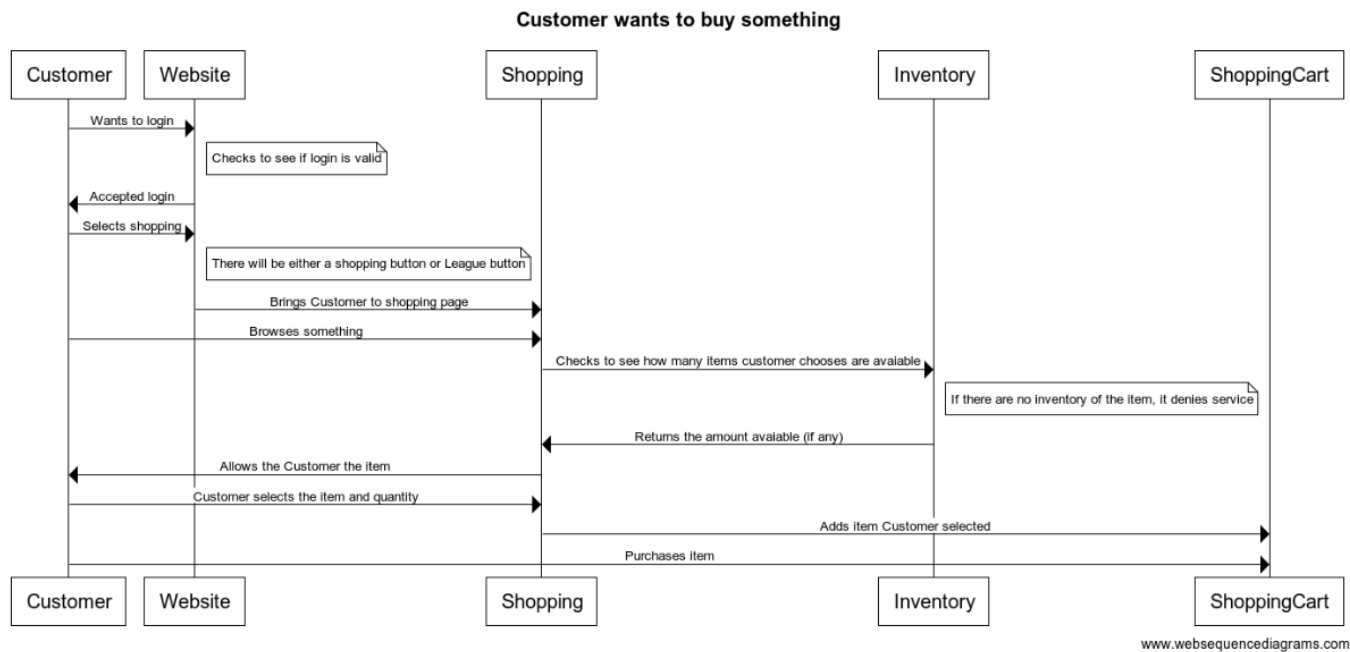 Customer wants to buy something
Customer
Website
Shopping
Inventory
ShoppingCart
Wants to login
Checks to see if login is valid
Accepted login
Selects shopping
There will be either a shopping button or League button
Brings Customer to shopping page
Browses something
Checks to see how many items customer chooses are avaiable
If there are no inventory of the item, it denies service
Returns the amount avaiable (if any)
Allows the Customer the item
Customer selects the item and quantity
Adds item Customer selected
Purchases item
Customer
Website
Shopping
Inventory
ShoppingCart
www.websequencediagrams.com